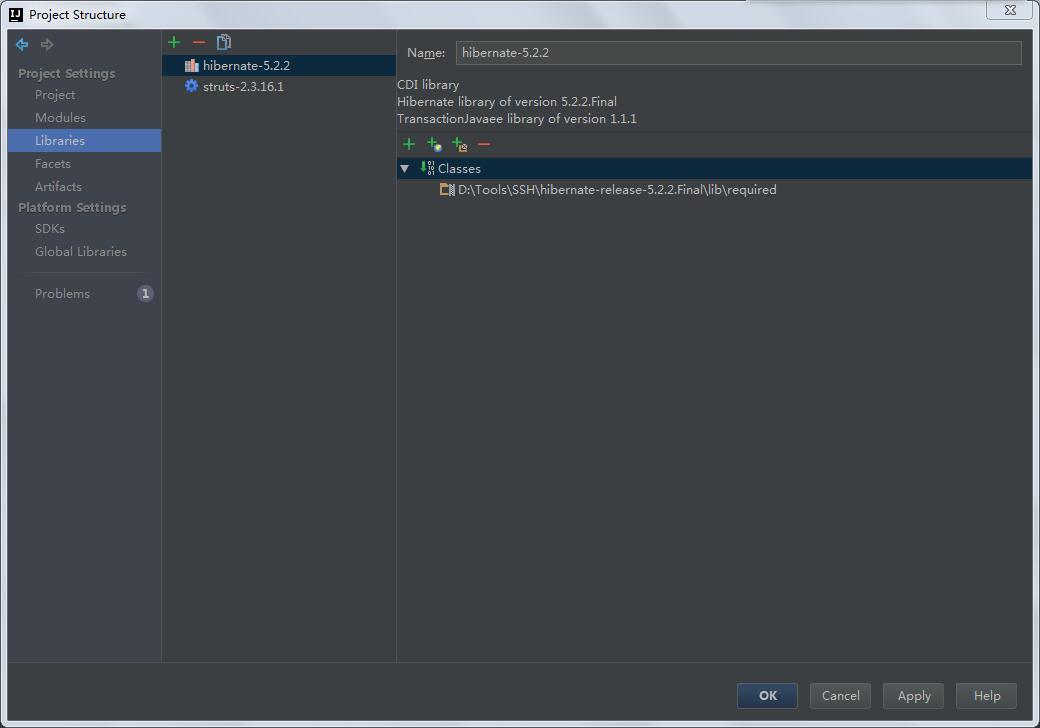 Project Structure
Project Settings
Project
Modules
Libraries
Facets
Artifacts
Platform Settings
SDKs
Global Libraries
Problems 1
hibernate-5.2.2
struts-2.3.16.1
Name: hibernate-5.2.2
CDI library
Hibernate library of version 5.2.2.Final
TransactionJavaee library of version 1.1.1
Classes
D:\Tools\SSH\hibernate-release-5.2.2.Final\lib\required
OK Cancel Apply Help